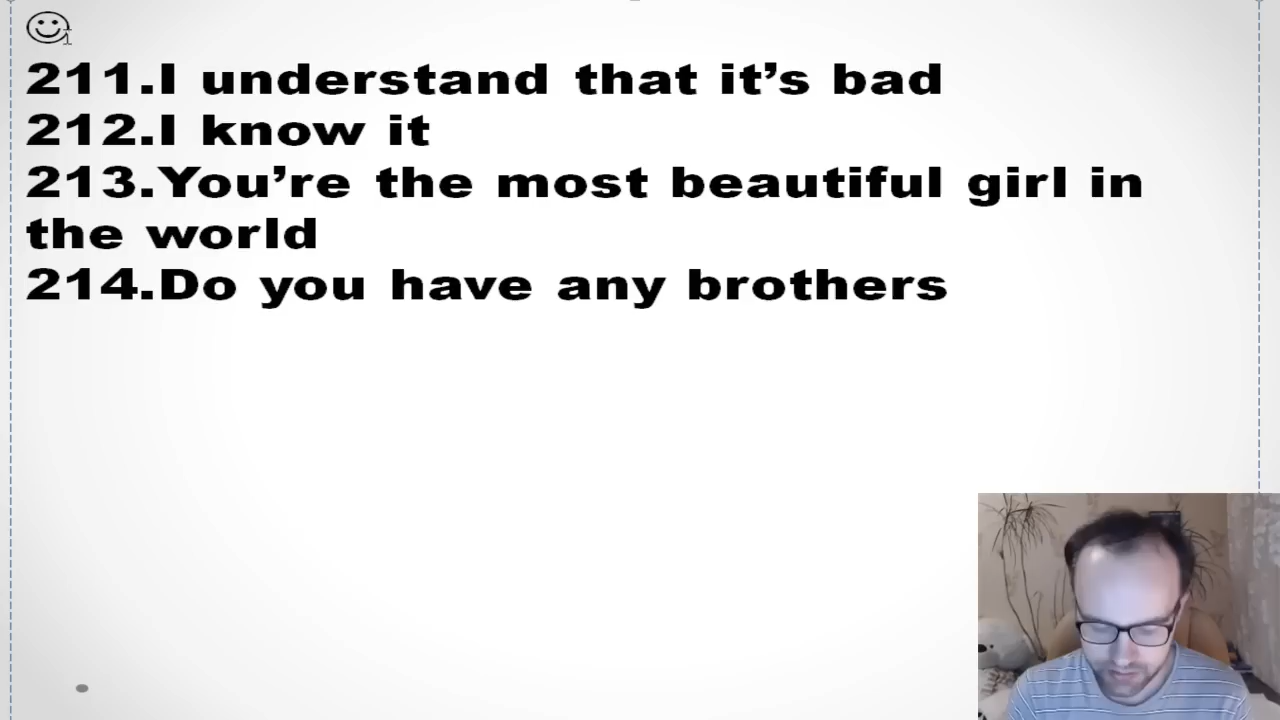 211.I understand that it’s bad
212.I know it
213.You’re the most beautiful girl in
the world
214.Do you have any brothers